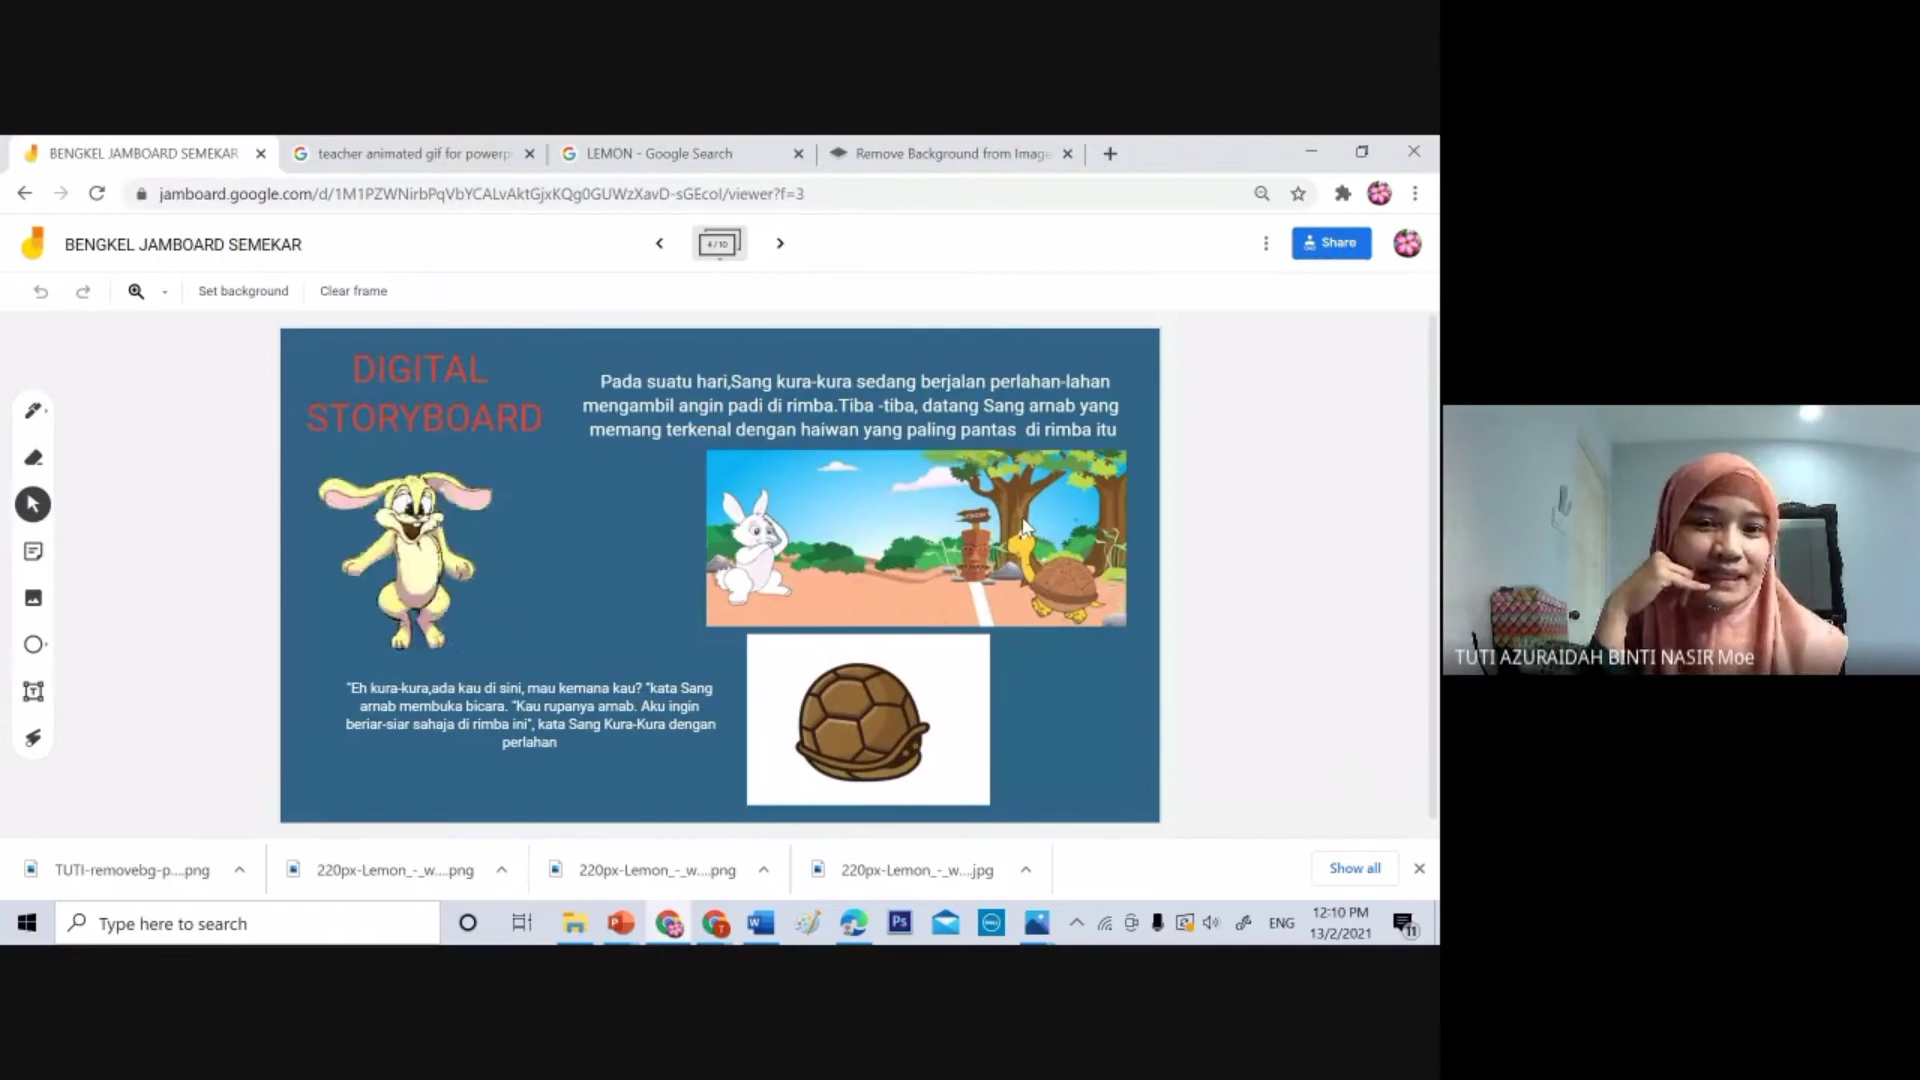 BENGKEL JAMBOARD SEMEKAR
teacher animated gif for powerp
LEMON - Google Search
Remove Background from Image
jamboard.google.com/d/1M1PZWNirbPqVbYCALvAktGjxKQg0GUWzXavD-sGEcoI/viewer?f=3
BENGKEL JAMBOARD SEMEKAR
4/10
Share
Set background
Clear frame
DIGITAL
STORYBOARD
Pada suatu hari,Sang kura-kura sedang berjalan perlahan-lahan
mengambil angin padi di rimba.Tiba -tiba, datang Sang arnab yang
memang terkenal dengan haiwan yang paling pantas di rimba itu
"Eh kura-kura,ada kau di sini, mau kemana kau? "kata Sang
arnab membuka bicara. "Kau rupanya arnab. Aku ingin
beriar-siar sahaja di rimba ini", kata Sang Kura-Kura dengan
perlahan
TUTI AZURAIDAH BINTI NASIR Moe
TUTI-removebg-p....png
220px-Lemon_-_w....png
220px-Lemon_-_w....png
220px-Lemon_-_w....jpg
Show all
Type here to search
Ps
ENG
12:10 PM
13/2/2021
11